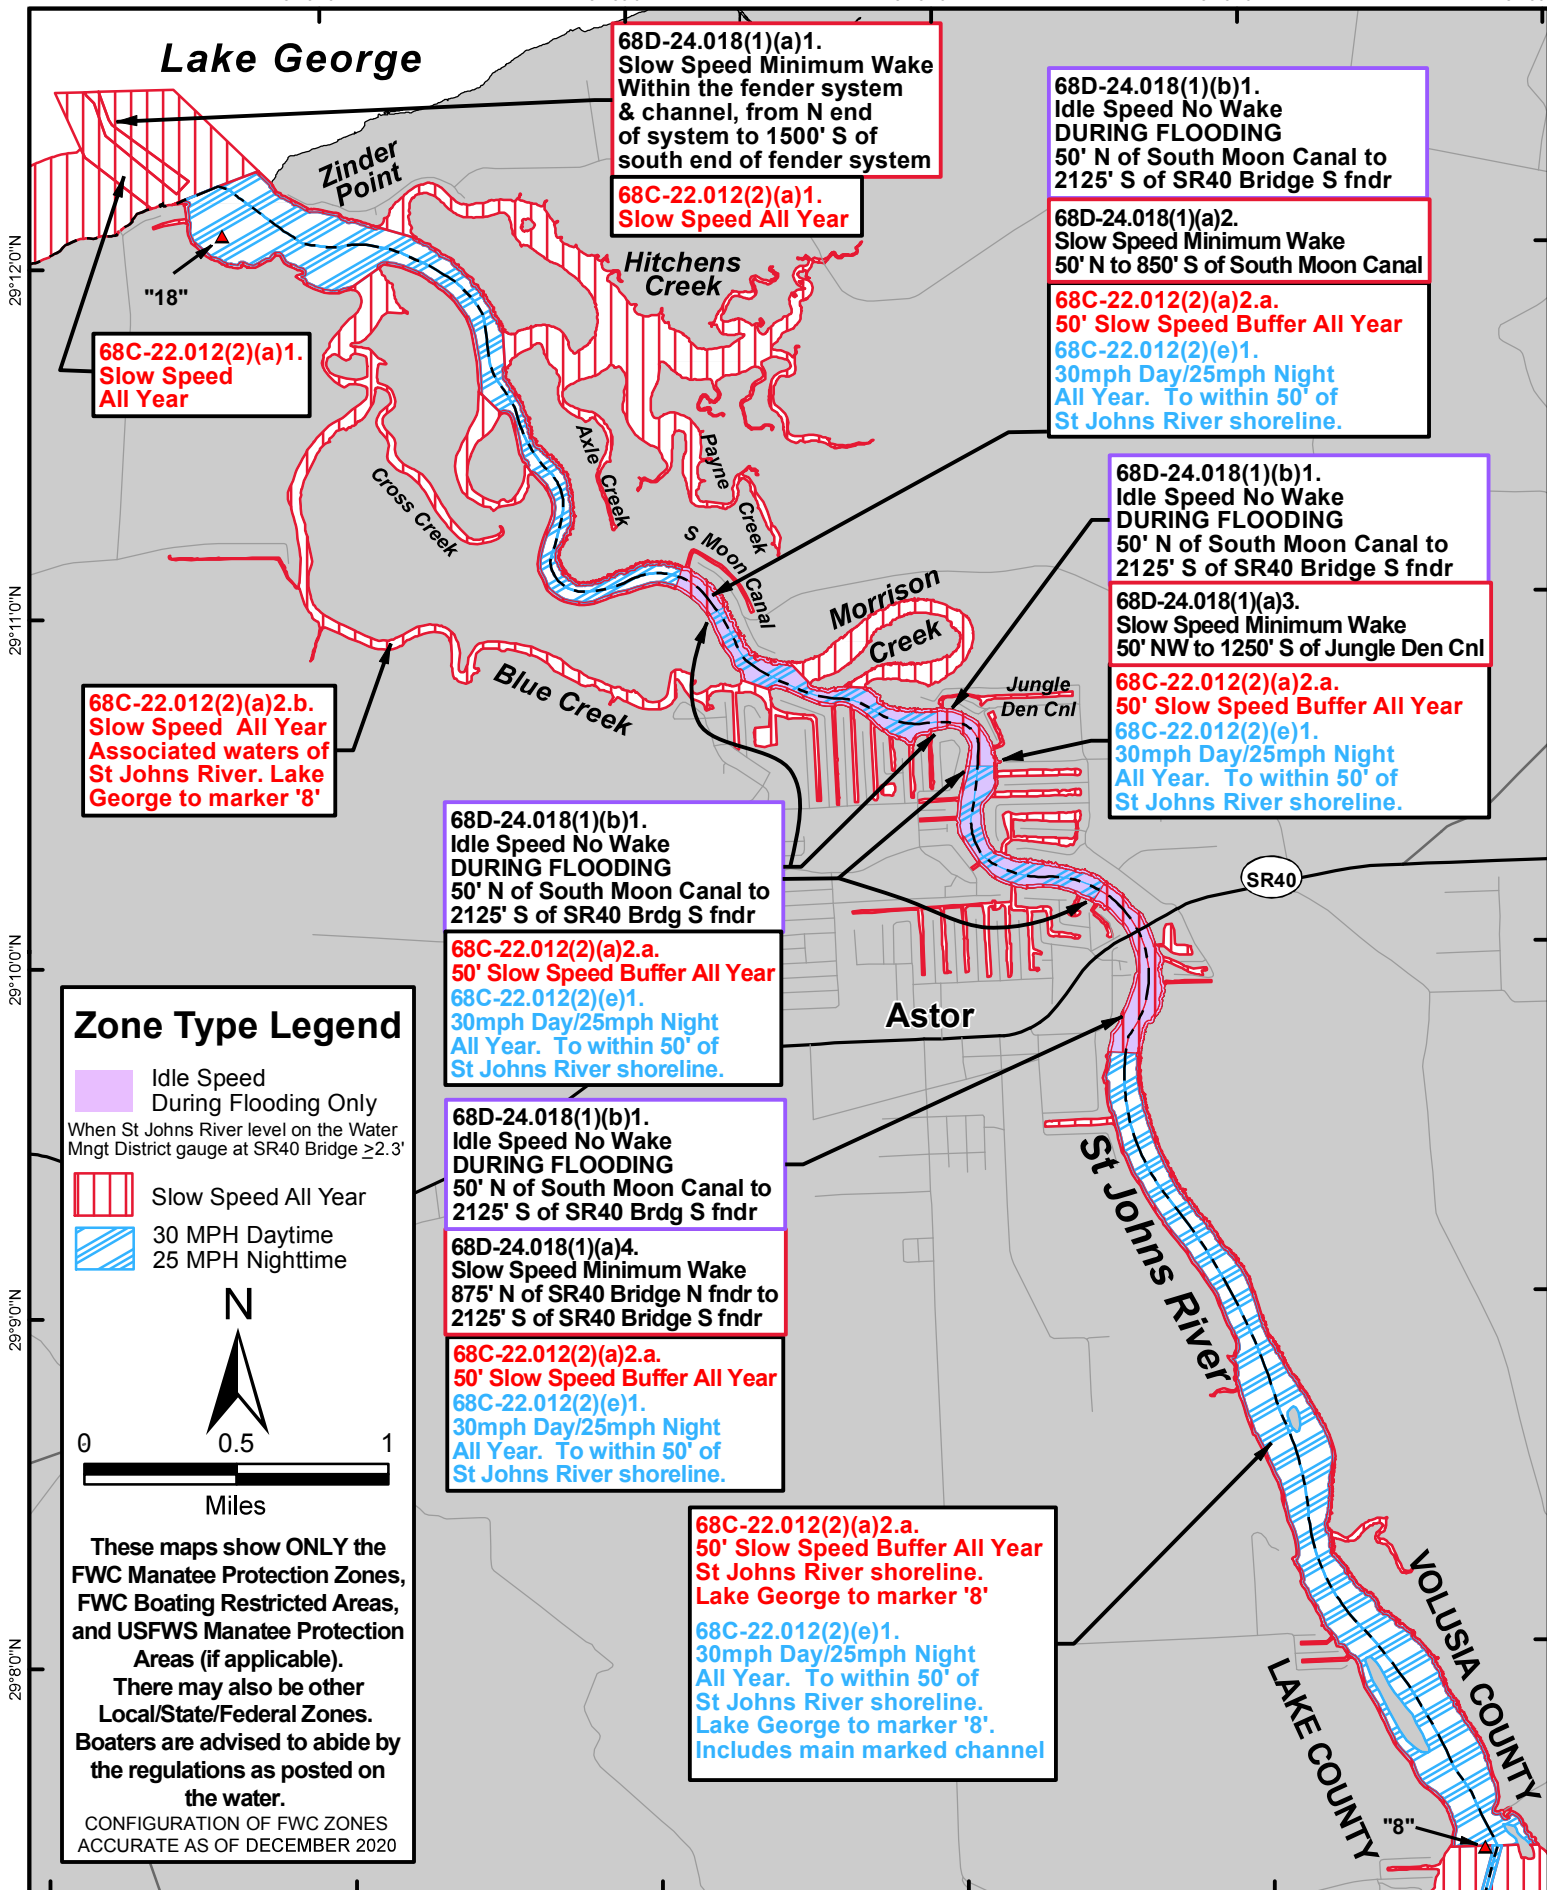 Lake George
68D-24.018(1)(a)1.
Slow Speed Minimum Wake
Within the fender system
& channel, from N end
of system to 1500' S of
south end of fender system
68C-22.012(2)(a)1.
Slow Speed All Year
68D-24.018(1)(b)1.
Idle Speed No Wake
DURING FLOODING
50' N of South Moon Canal to
2125' S of SR40 Bridge S fndr
68D-24.018(1)(a)2.
Slow Speed Minimum Wake
50' N to 850' S of South Moon Canal
68C-22.012(2)(a)2.a.
50' Slow Speed Buffer All Year
68C-22.012(2)(e)1.
30mph Day/25mph Night
All Year.  To within 50' of
St Johns River shoreline.
Zinder
Point
Hitchens
Creek
29°12'0"N
"18"
68C-22.012(2)(a)1.
Slow Speed
All Year
Axle Creek
Payne Creek
Cross Creek
S Moon Canal
68D-24.018(1)(b)1.
Idle Speed No Wake
DURING FLOODING
50' N of South Moon Canal to
2125' S of SR40 Bridge S fndr
68D-24.018(1)(a)3.
Slow Speed Minimum Wake
50' NW to 1250' S of Jungle Den Cnl
68C-22.012(2)(a)2.a.
50' Slow Speed Buffer All Year
68C-22.012(2)(e)1.
30mph Day/25mph Night
All Year.  To within 50' of
St Johns River shoreline.
29°11'0"N
Morrison
Creek
Blue Creek
Jungle
Den Cnl
68C-22.012(2)(a)2.b.
Slow Speed  All Year
Associated waters of
St Johns River. Lake
George to marker '8'
68D-24.018(1)(b)1.
Idle Speed No Wake
DURING FLOODING
50' N of South Moon Canal to
2125' S of SR40 Brdg S fndr
68C-22.012(2)(a)2.a.
50' Slow Speed Buffer All Year
68C-22.012(2)(e)1.
30mph Day/25mph Night
All Year.  To within 50' of
St Johns River shoreline.
SR40
29°10'0"N
Astor
68D-24.018(1)(b)1.
Idle Speed No Wake
DURING FLOODING
50' N of South Moon Canal to
2125' S of SR40 Brdg S fndr
68D-24.018(1)(a)4.
Slow Speed Minimum Wake
875' N of SR40 Bridge N fndr to
2125' S of SR40 Bridge S fndr
68C-22.012(2)(a)2.a.
50' Slow Speed Buffer All Year
68C-22.012(2)(e)1.
30mph Day/25mph Night
All Year.  To within 50' of
St Johns River shoreline.
St Johns River
29°9'0"N
68C-22.012(2)(a)2.a.
50' Slow Speed Buffer All Year
St Johns River shoreline.
Lake George to marker '8'
68C-22.012(2)(e)1.
30mph Day/25mph Night
All Year.  To within 50' of
St Johns River shoreline.
Lake George to marker '8'.
Includes main marked channel
29°8'0"N
VOLUSIA COUNTY
LAKE COUNTY
"8"
Zone Type Legend
Idle Speed
During Flooding Only
When St Johns River level on the Water
Mngt District gauge at SR40 Bridge ≥2.3'
Slow Speed All Year
30 MPH Daytime
25 MPH Nighttime
N
0 0.5 1
Miles
These maps show ONLY the
FWC Manatee Protection Zones,
FWC Boating Restricted Areas,
and USFWS Manatee Protection
Areas (if applicable).
There may also be other
Local/State/Federal Zones.
Boaters are advised to abide by
the regulations as posted on
the water.
CONFIGURATION OF FWC ZONES
ACCURATE AS OF DECEMBER 2020